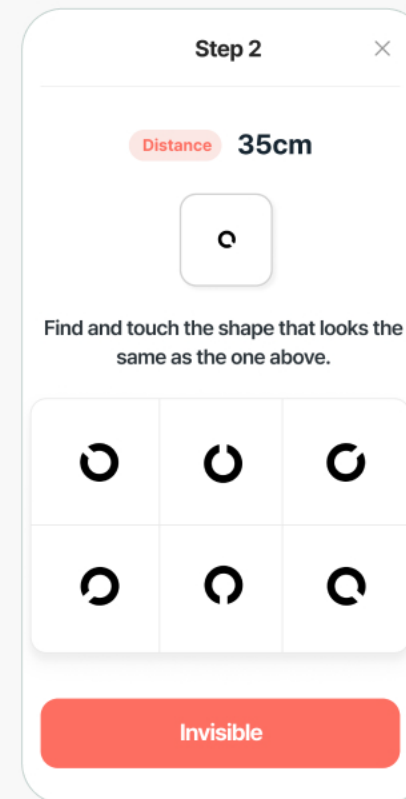 Step 2
Distance 35cm
Find and touch the shape that looks the
same as the one above.
Invisible